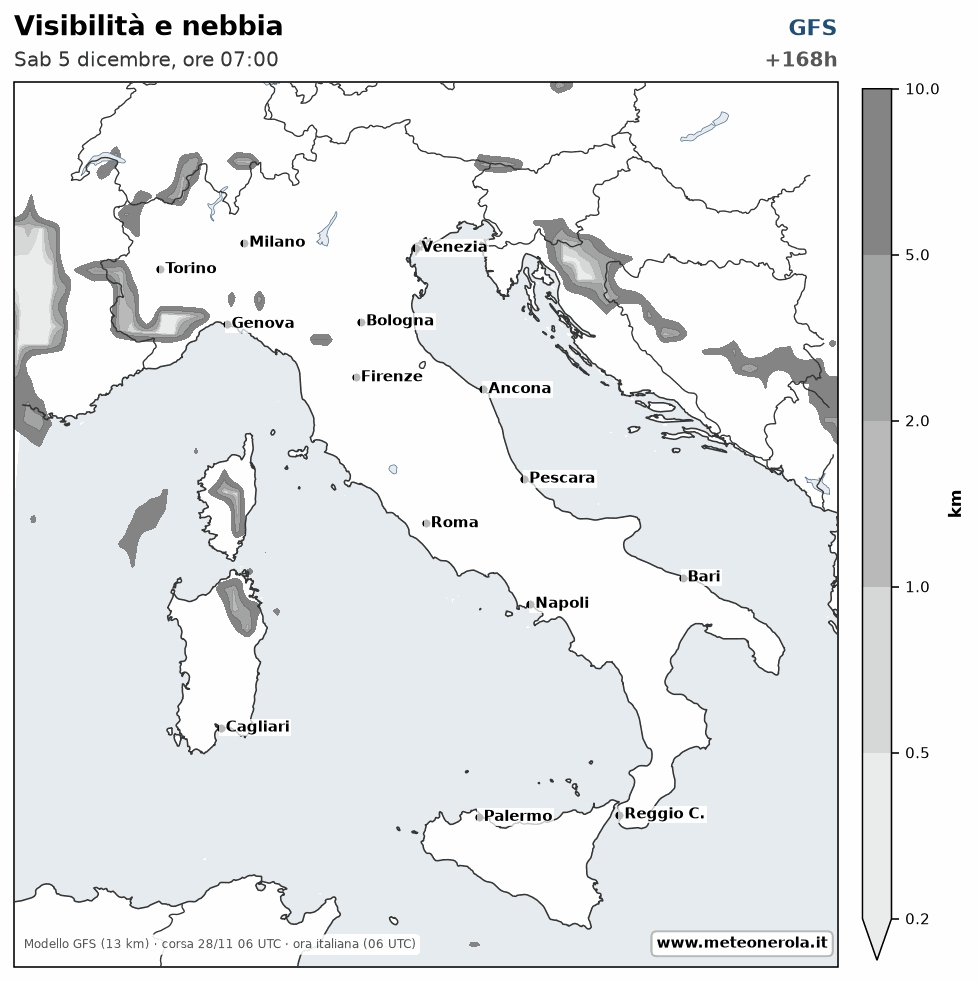 Visibilità e nebbia
GFS
Sab 5 dicembre, ore 07:00
+168h
10.0
5.0
2.0
1.0
0.5
0.2
km
Milano
Venezia
Torino
Genova
Bologna
Firenze
Ancona
Pescara
Roma
Bari
Napoli
Cagliari
Palermo
Reggio C.
Modello GFS (13 km) · corsa 28/11 06 UTC · ora italiana (06 UTC)
www.meteonerola.it